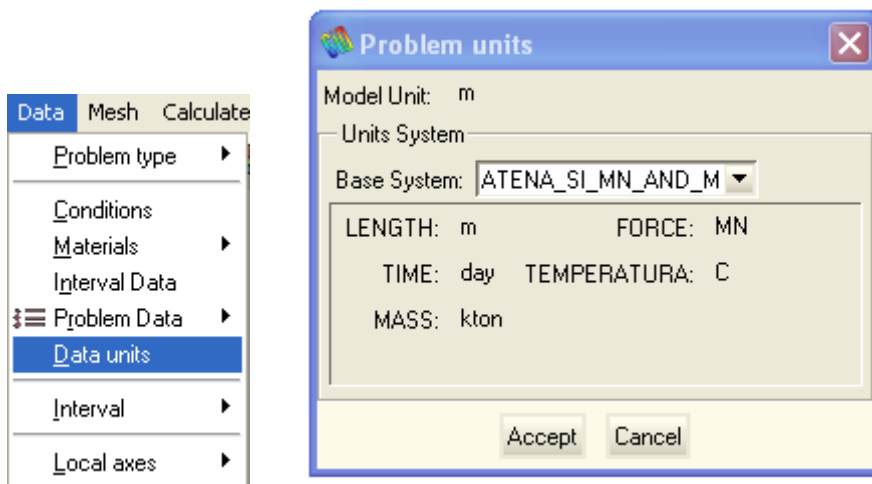 Data Mesh Calculate
Problem type
Conditions
Materials
Interval Data
Problem Data
Data units
Interval
Local axes
Problem units
Model Unit: m
Units System
Base System: ATENA_SI_MN_AND_M
LENGTH: m FORCE: MN
TIME: day TEMPERATURA: C
MASS: kton
Accept Cancel